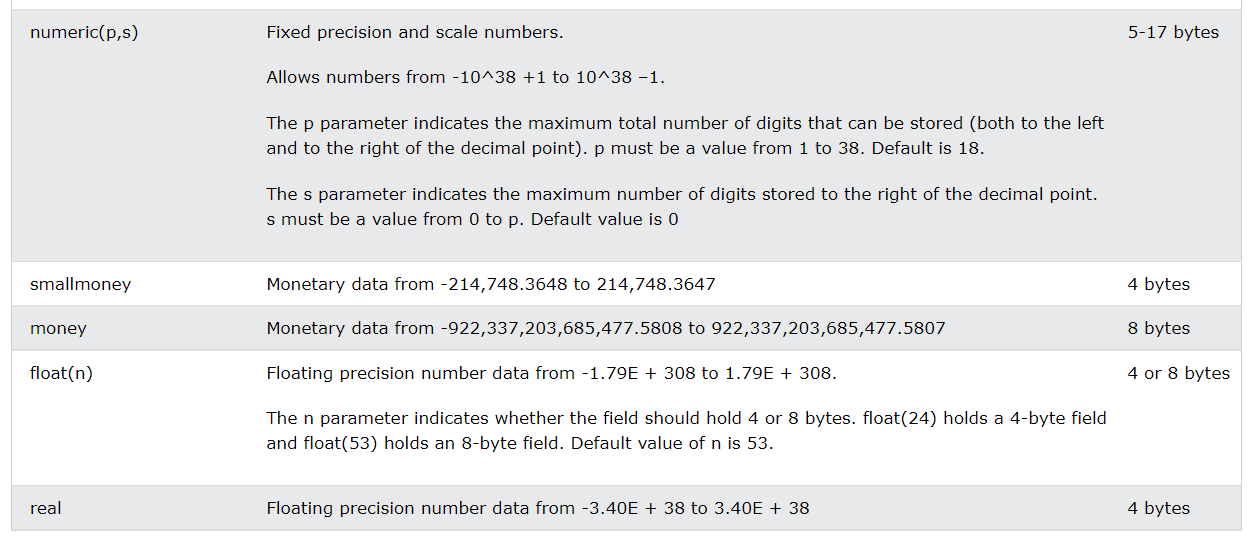 numeric(p,s) Fixed precision and scale numbers. 5-17 bytes
Allows numbers from -10^38 +1 to 10^38 –1.
The p parameter indicates the maximum total number of digits that can be stored (both to the left
and to the right of the decimal point). p must be a value from 1 to 38. Default is 18.
The s parameter indicates the maximum number of digits stored to the right of the decimal point.
s must be a value from 0 to p. Default value is 0
smallmoney Monetary data from -214,748.3648 to 214,748.3647 4 bytes
money Monetary data from -922,337,203,685,477.5808 to 922,337,203,685,477.5807 8 bytes
float(n) Floating precision number data from -1.79E + 308 to 1.79E + 308. 4 or 8 bytes
The n parameter indicates whether the field should hold 4 or 8 bytes. float(24) holds a 4-byte field
and float(53) holds an 8-byte field. Default value of n is 53.
real Floating precision number data from -3.40E + 38 to 3.40E + 38 4 bytes